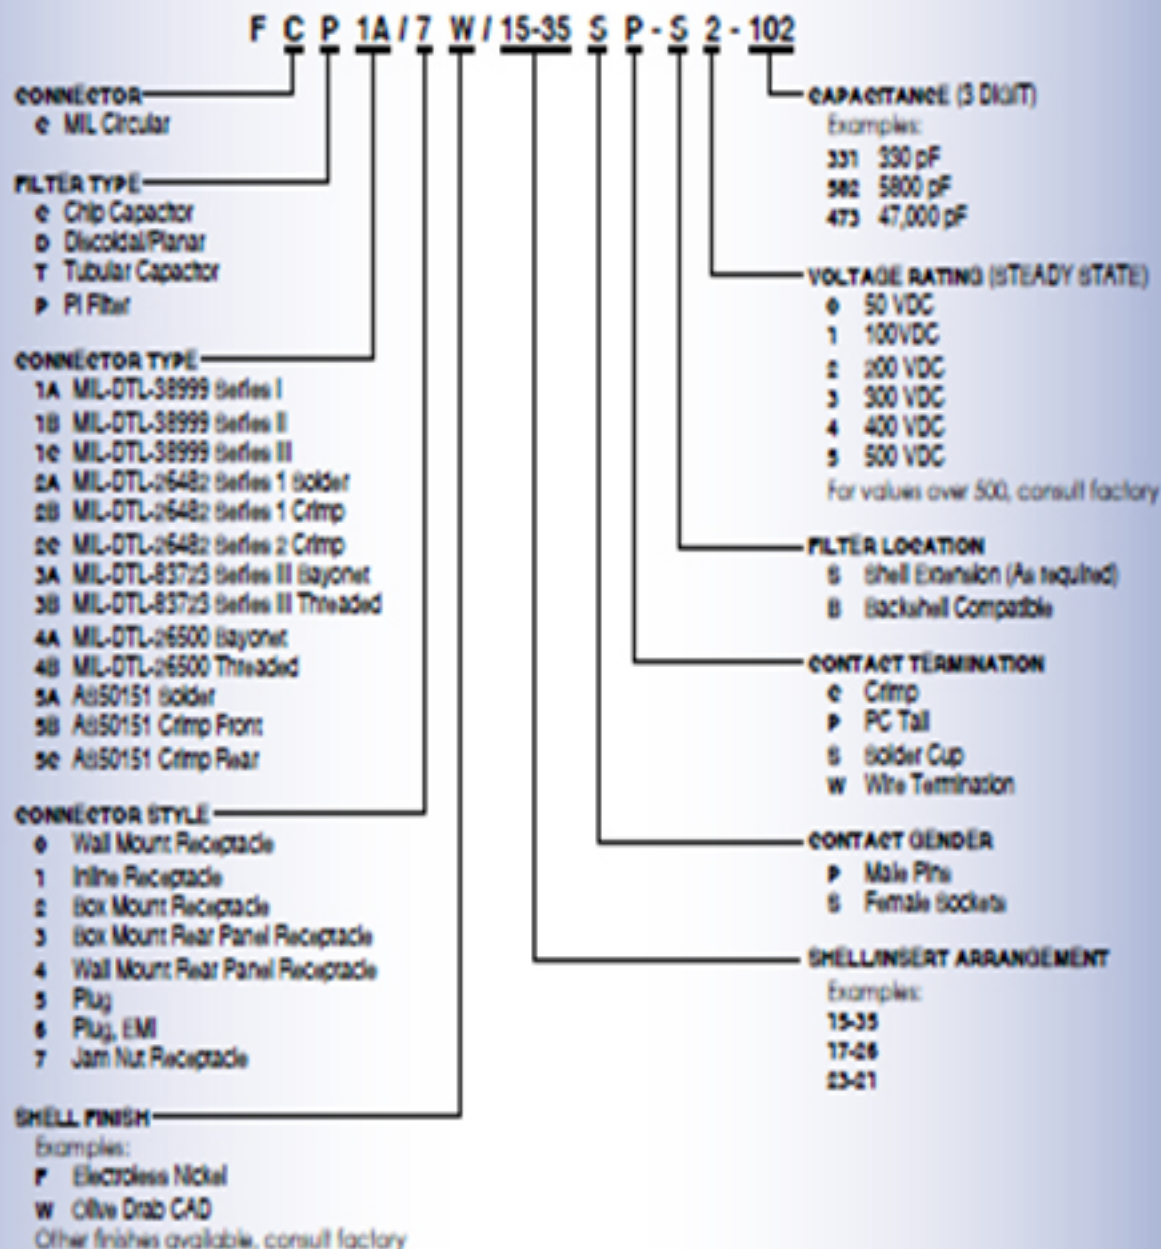 F C P 1A / 7 W / 15-35 S P - S 2 - 102
CONNECTOR
C MIL Circular
FILTER TYPE
C Chip Capactor
D Discoidal/Planar
T Tubular Capactor
P PI Filter
CONNECTOR TYPE
1A MIL-DTL-38999 Series I
1B MIL-DTL-38999 Series II
1C MIL-DTL-38999 Series III
2A MIL-DTL-26482 Series 1 Solder
2B MIL-DTL-26482 Series 1 Crimp
2C MIL-DTL-26482 Series 2 Crimp
3A MIL-DTL-83723 Series III Bayonet
3B MIL-DTL-83723 Series III Threaded
4A MIL-DTL-26500 Bayonet
4B MIL-DTL-26500 Threaded
5A AS50151 Solder
5B AS50151 Crimp Front
5C AS50151 Crimp Rear
CONNECTOR STYLE
0 Wall Mount Receptacle
1 Inline Receptacle
2 Box Mount Receptacle
3 Box Mount Rear Panel Receptacle
4 Wall Mount Rear Panel Receptacle
5 Plug
6 Plug, EMI
7 Jam Nut Receptacle
SHELL FINISH
Examples:
F Electroless Nickel
W Olive Drab CAD
Other finishes available, consult factory
CAPACITANCE (3 DIGIT)
Examples:
331 330 pF
582 5800 pF
473 47,000 pF
VOLTAGE RATING (STEADY STATE)
0 50 VDC
1 100VDC
2 200 VDC
3 300 VDC
4 400 VDC
5 500 VDC
For values over 500, consult factory
FILTER LOCATION
S Shell Extension (As required)
B Backshell Compatible
CONTACT TERMINATION
C Crimp
P PC Tail
S Solder Cup
W Wire Termination
CONTACT GENDER
P Male Pins
S Female Sockets
SHELL/INSERT ARRANGEMENT
Examples:
15-35
17-26
23-21